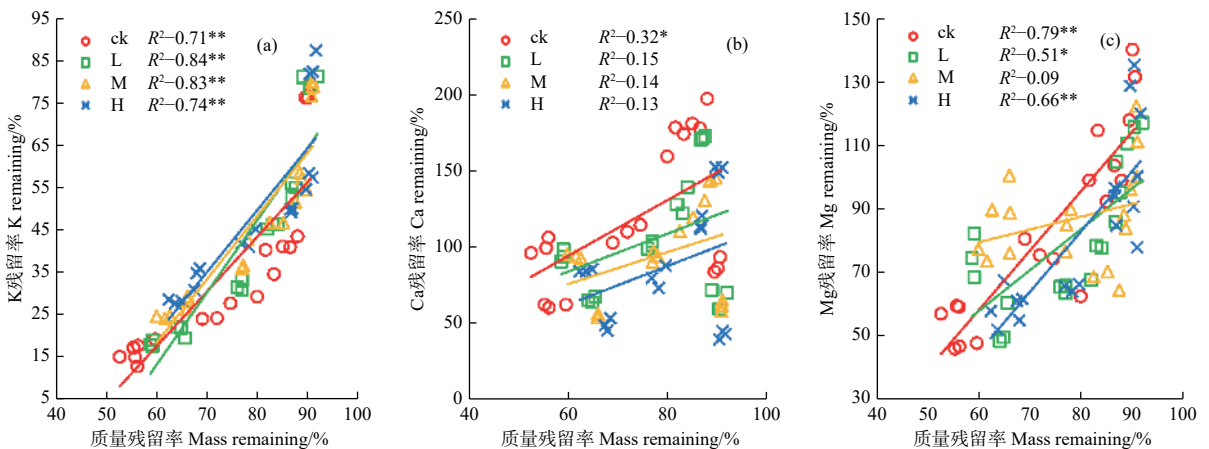 ck R²−0.71**
L R²−0.84**
M R²−0.83**
H R²−0.74**
(a)
95
85
75
65
55
45
35
25
15
5
40 60 70 80 90 100
K残留率 K remaining/%
质量残留率 Mass remaining/%
ck R²−0.32*
L R²−0.15
M R²−0.14
H R²−0.13
(b)
250
200
150
100
50
0
40 60 80 100
Ca残留率 Ca remaining/%
质量残留率 Mass remaining/%
ck R²−0.79**
L R²−0.51*
M R²−0.09
H R²−0.66**
(c)
150
130
110
90
70
50
30
40 60 70 80 90 100
Mg残留率 Mg remaining/%
质量残留率 Mass remaining/%